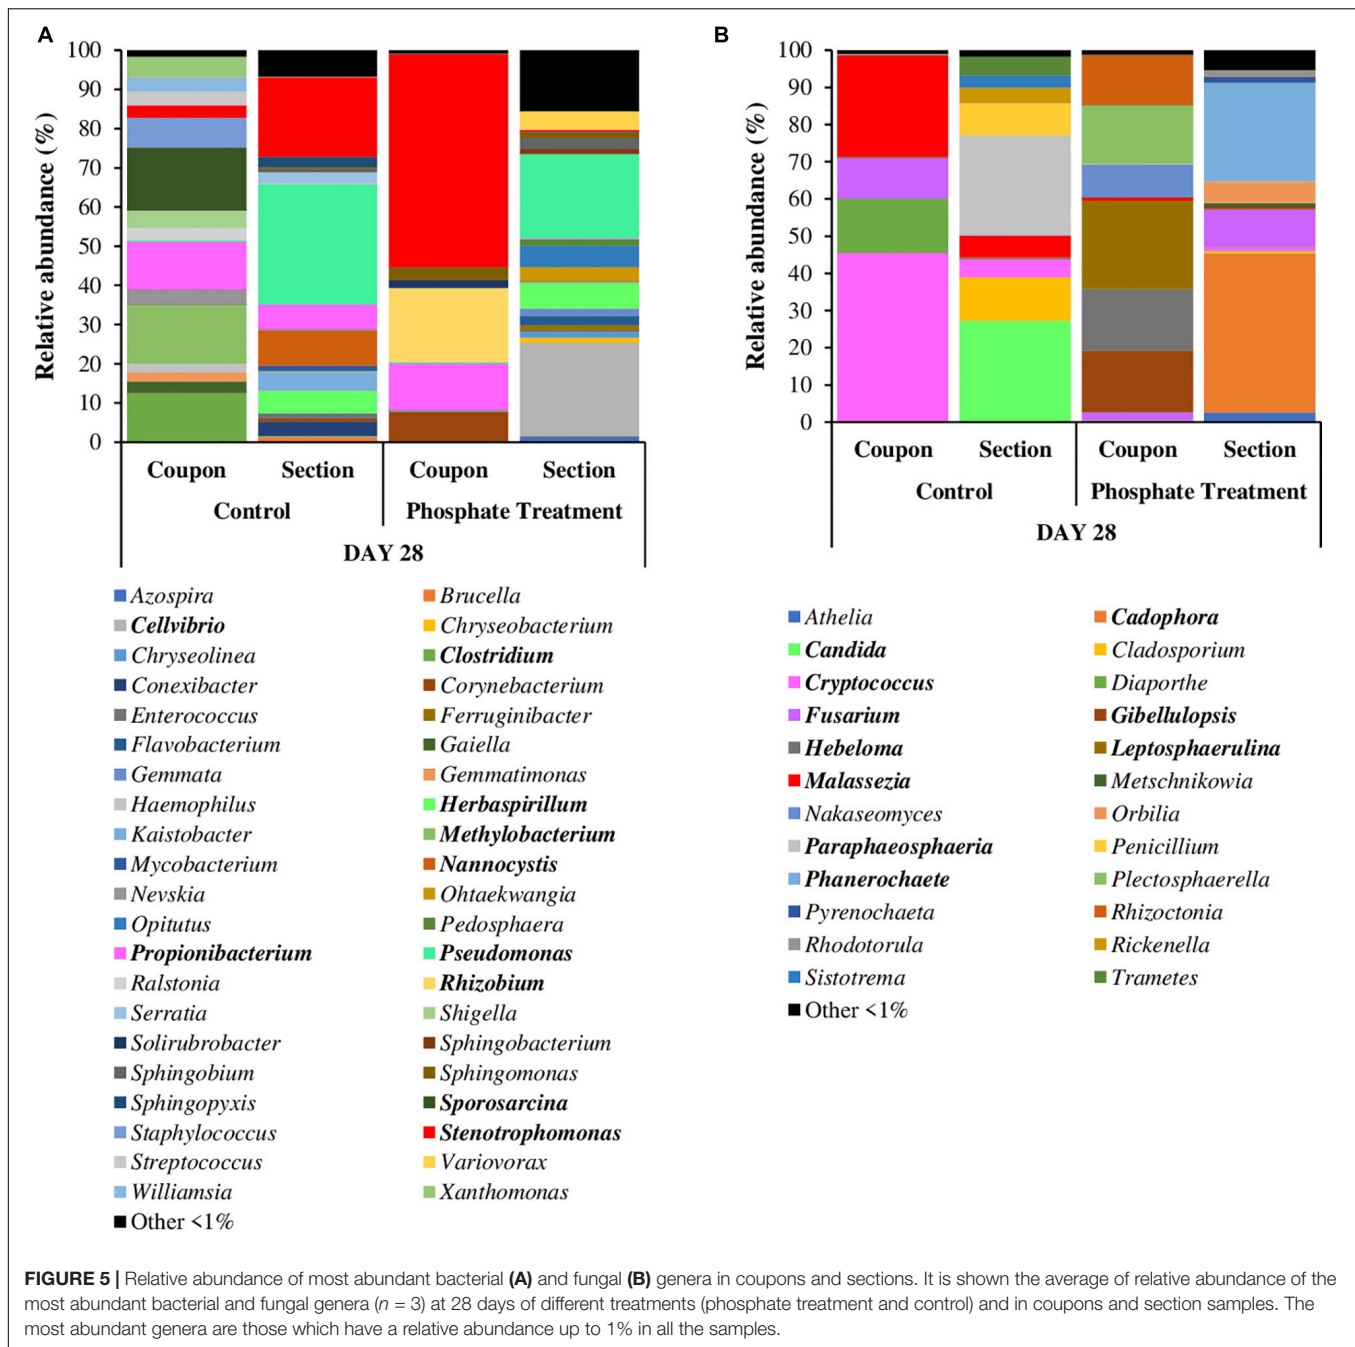 A
B
Relative abundance (%)
100
90
80
70
60
50
40
30
20
10
0
Coupon Section Coupon Section
Control Phosphate Treatment
DAY 28
Relative abundance (%)
100
90
80
70
60
50
40
30
20
10
0
Coupon Section Coupon Section
Control Phosphate Treatment
DAY 28
Azospira Brucella
Cellvibrio Chryseobacterium
Chryseolinea Clostridium
Conexibacter Corynebacterium
Enterococcus Ferruginibacter
Flavobacterium Gaiella
Gemmata Gemmatimonas
Haemophilus Herbaspirillum
Kaistobacter Methylobacterium
Mycobacterium Nannocystis
Nevskia Ohtaekwangia
Opitutus Pedosphaera
Propionibacterium Pseudomonas
Ralstonia Rhizobium
Serratia Shigella
Solirubrobacter Sphingobacterium
Sphingobium Sphingomonas
Sphingopyxis Sporosarcina
Staphylococcus Stenotrophomonas
Streptococcus Variovorax
Williamsia Xanthomonas
Other <1%
Athelia Cadophora
Candida Cladosporium
Cryptococcus Diaporthe
Fusarium Gibellulopsis
Hebeloma Leptosphaerulina
Malassezia Metschnikowia
Nakaseomyces Orbilia
Paraphaeosphaeria Penicillium
Phanerochaete Plectosphaerella
Pyrenochaeta Rhizoctonia
Rhodotorula Rickenella
Sistotrema Trametes
Other <1%
FIGURE 5 | Relative abundance of most abundant bacterial (A) and fungal (B) genera in coupons and sections. It is shown the average of relative abundance of the
most abundant bacterial and fungal genera (n = 3) at 28 days of different treatments (phosphate treatment and control) and in coupons and section samples. The
most abundant genera are those which have a relative abundance up to 1% in all the samples.